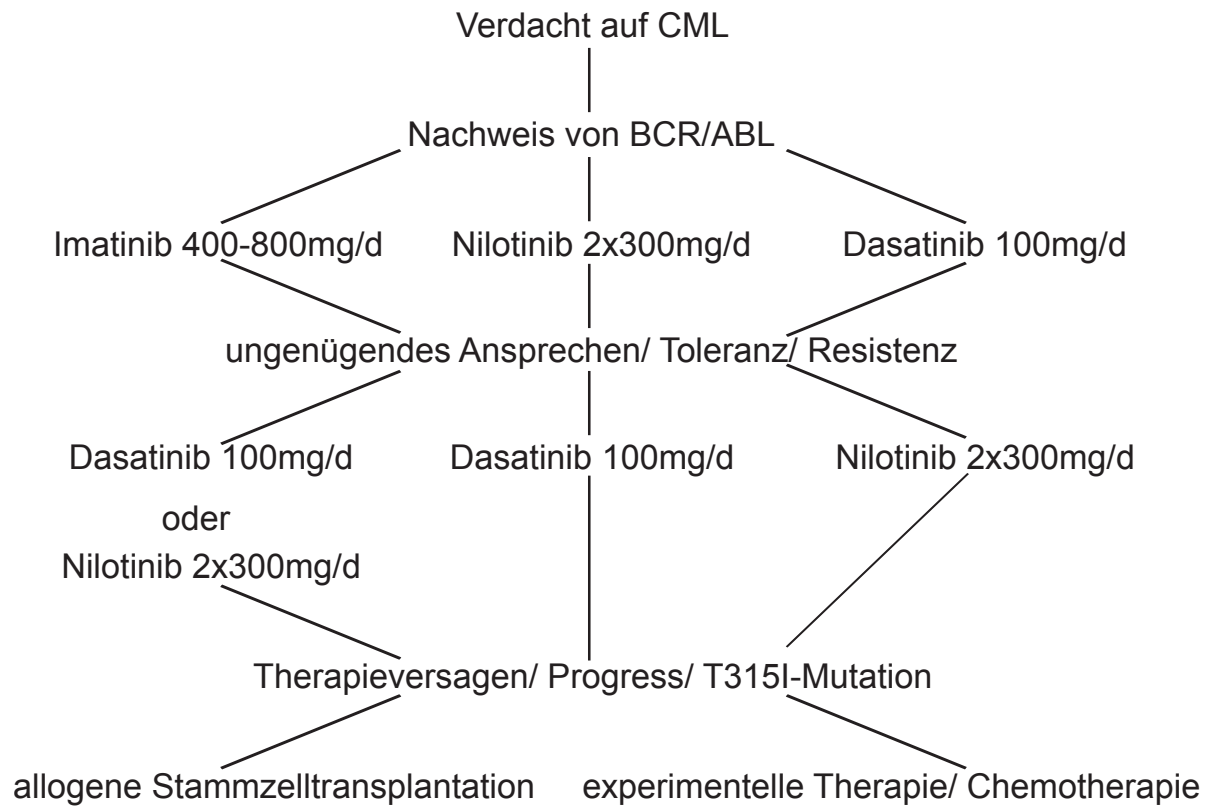 Verdacht auf CML
Nachweis von BCR/ABL
Imatinib 400-800mg/d
Nilotinib 2x300mg/d
Dasatinib 100mg/d
ungenügendes Ansprechen/ Toleranz/ Resistenz
Dasatinib 100mg/d
oder
Nilotinib 2x300mg/d
Dasatinib 100mg/d
Nilotinib 2x300mg/d
Therapieversagen/ Progress/ T315I-Mutation
allogene Stammzelltransplantation
experimentelle Therapie/ Chemotherapie